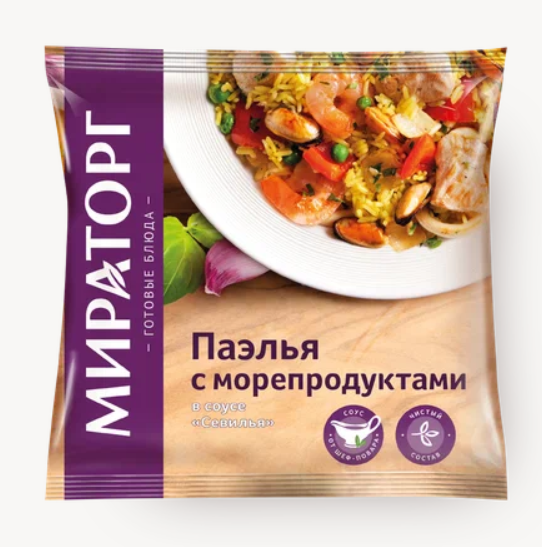 МИРАТОРГ
— ГОТОВЫЕ БЛЮДА —
Паэлья
с морепродуктами
в соусе
«Севилья»
СОУС
• ОТ ШЕФ-ПОВАРА •
ЧИСТЫЙ
СОСТАВ